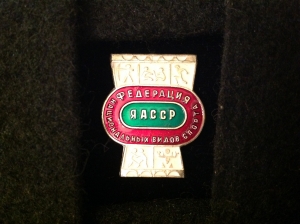 ФЕДЕРАЦИЯ
НАЦИОНАЛЬНЫХ ВИДОВ СПОРТА
ЯАССР